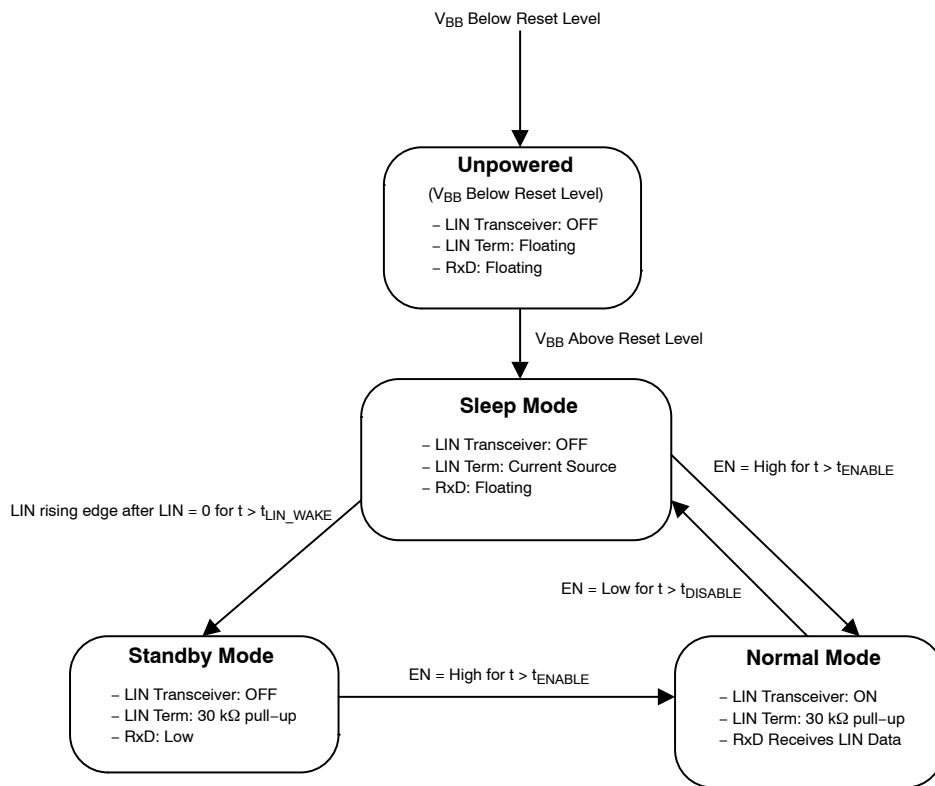 V_BB Below Reset Level
Unpowered
(V_BB Below Reset Level)
– LIN Transceiver: OFF
– LIN Term: Floating
– RxD: Floating
V_BB Above Reset Level
Sleep Mode
– LIN Transceiver: OFF
– LIN Term: Current Source
– RxD: Floating
EN = High for t > t_ENABLE
LIN rising edge after LIN = 0 for t > t_LIN_WAKE
EN = Low for t > t_DISABLE
Standby Mode
– LIN Transceiver: OFF
– LIN Term: 30 kΩ pull–up
– RxD: Low
EN = High for t > t_ENABLE
Normal Mode
– LIN Transceiver: ON
– LIN Term: 30 kΩ pull–up
– RxD Receives LIN Data